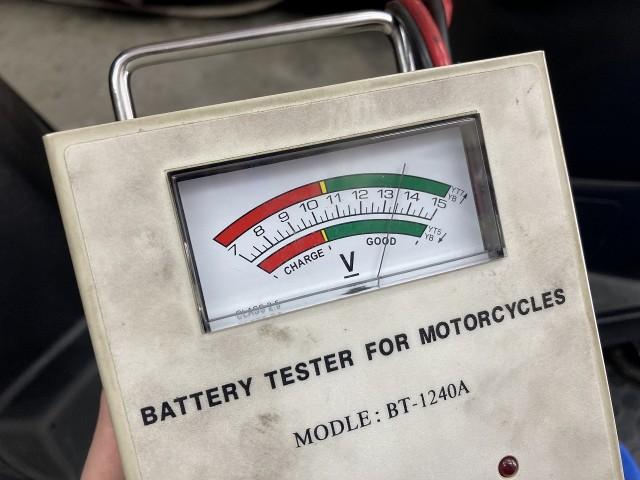 7 8 9 10 11 12 13 14 15
YT7
YB
CHARGE GOOD
YT5
YB
V
CLASS 2.5
BATTERY TESTER FOR MOTORCYCLES
MODLE: BT-1240A